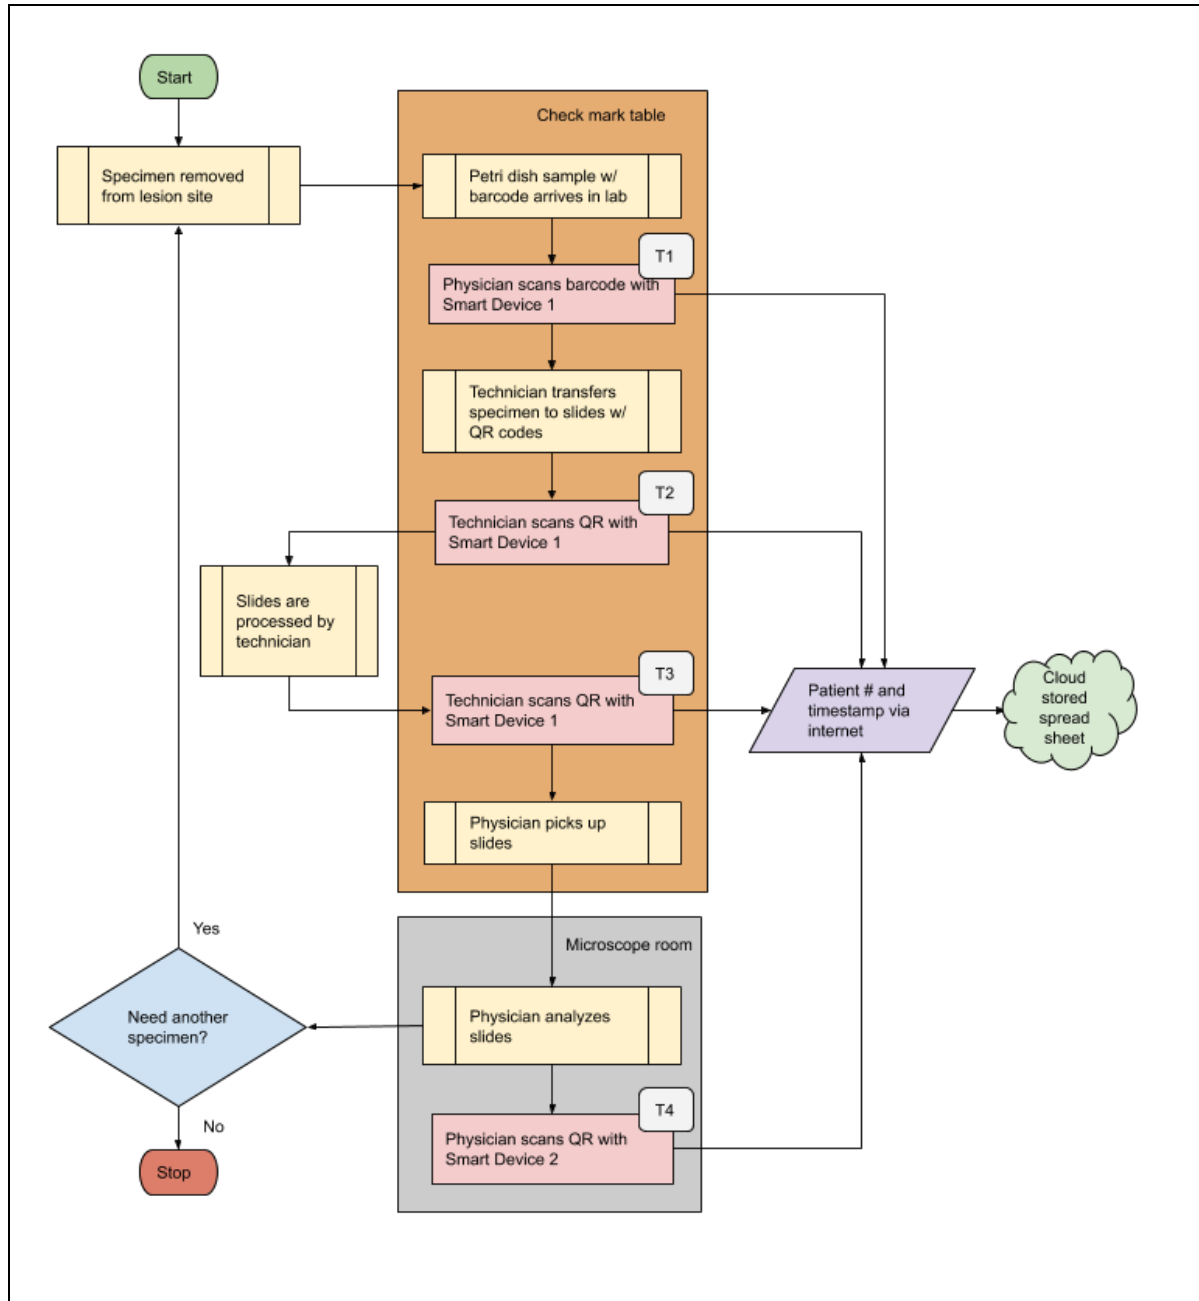 Start
Check mark table
Specimen removed
from lesion site
Petri dish sample w/
barcode arrives in lab
T1
Physician scans barcode with
Smart Device 1
Technician transfers
specimen to slides w/
QR codes
T2
Technician scans QR with
Smart Device 1
Slides are
processed by
technician
T3
Technician scans QR with
Smart Device 1
Patient # and
timestamp via
internet
Cloud
stored
spread
sheet
Physician picks up
slides
Yes
Microscope room
Need another
specimen?
Physician analyzes
slides
No
T4
Physician scans QR with
Smart Device 2
Stop